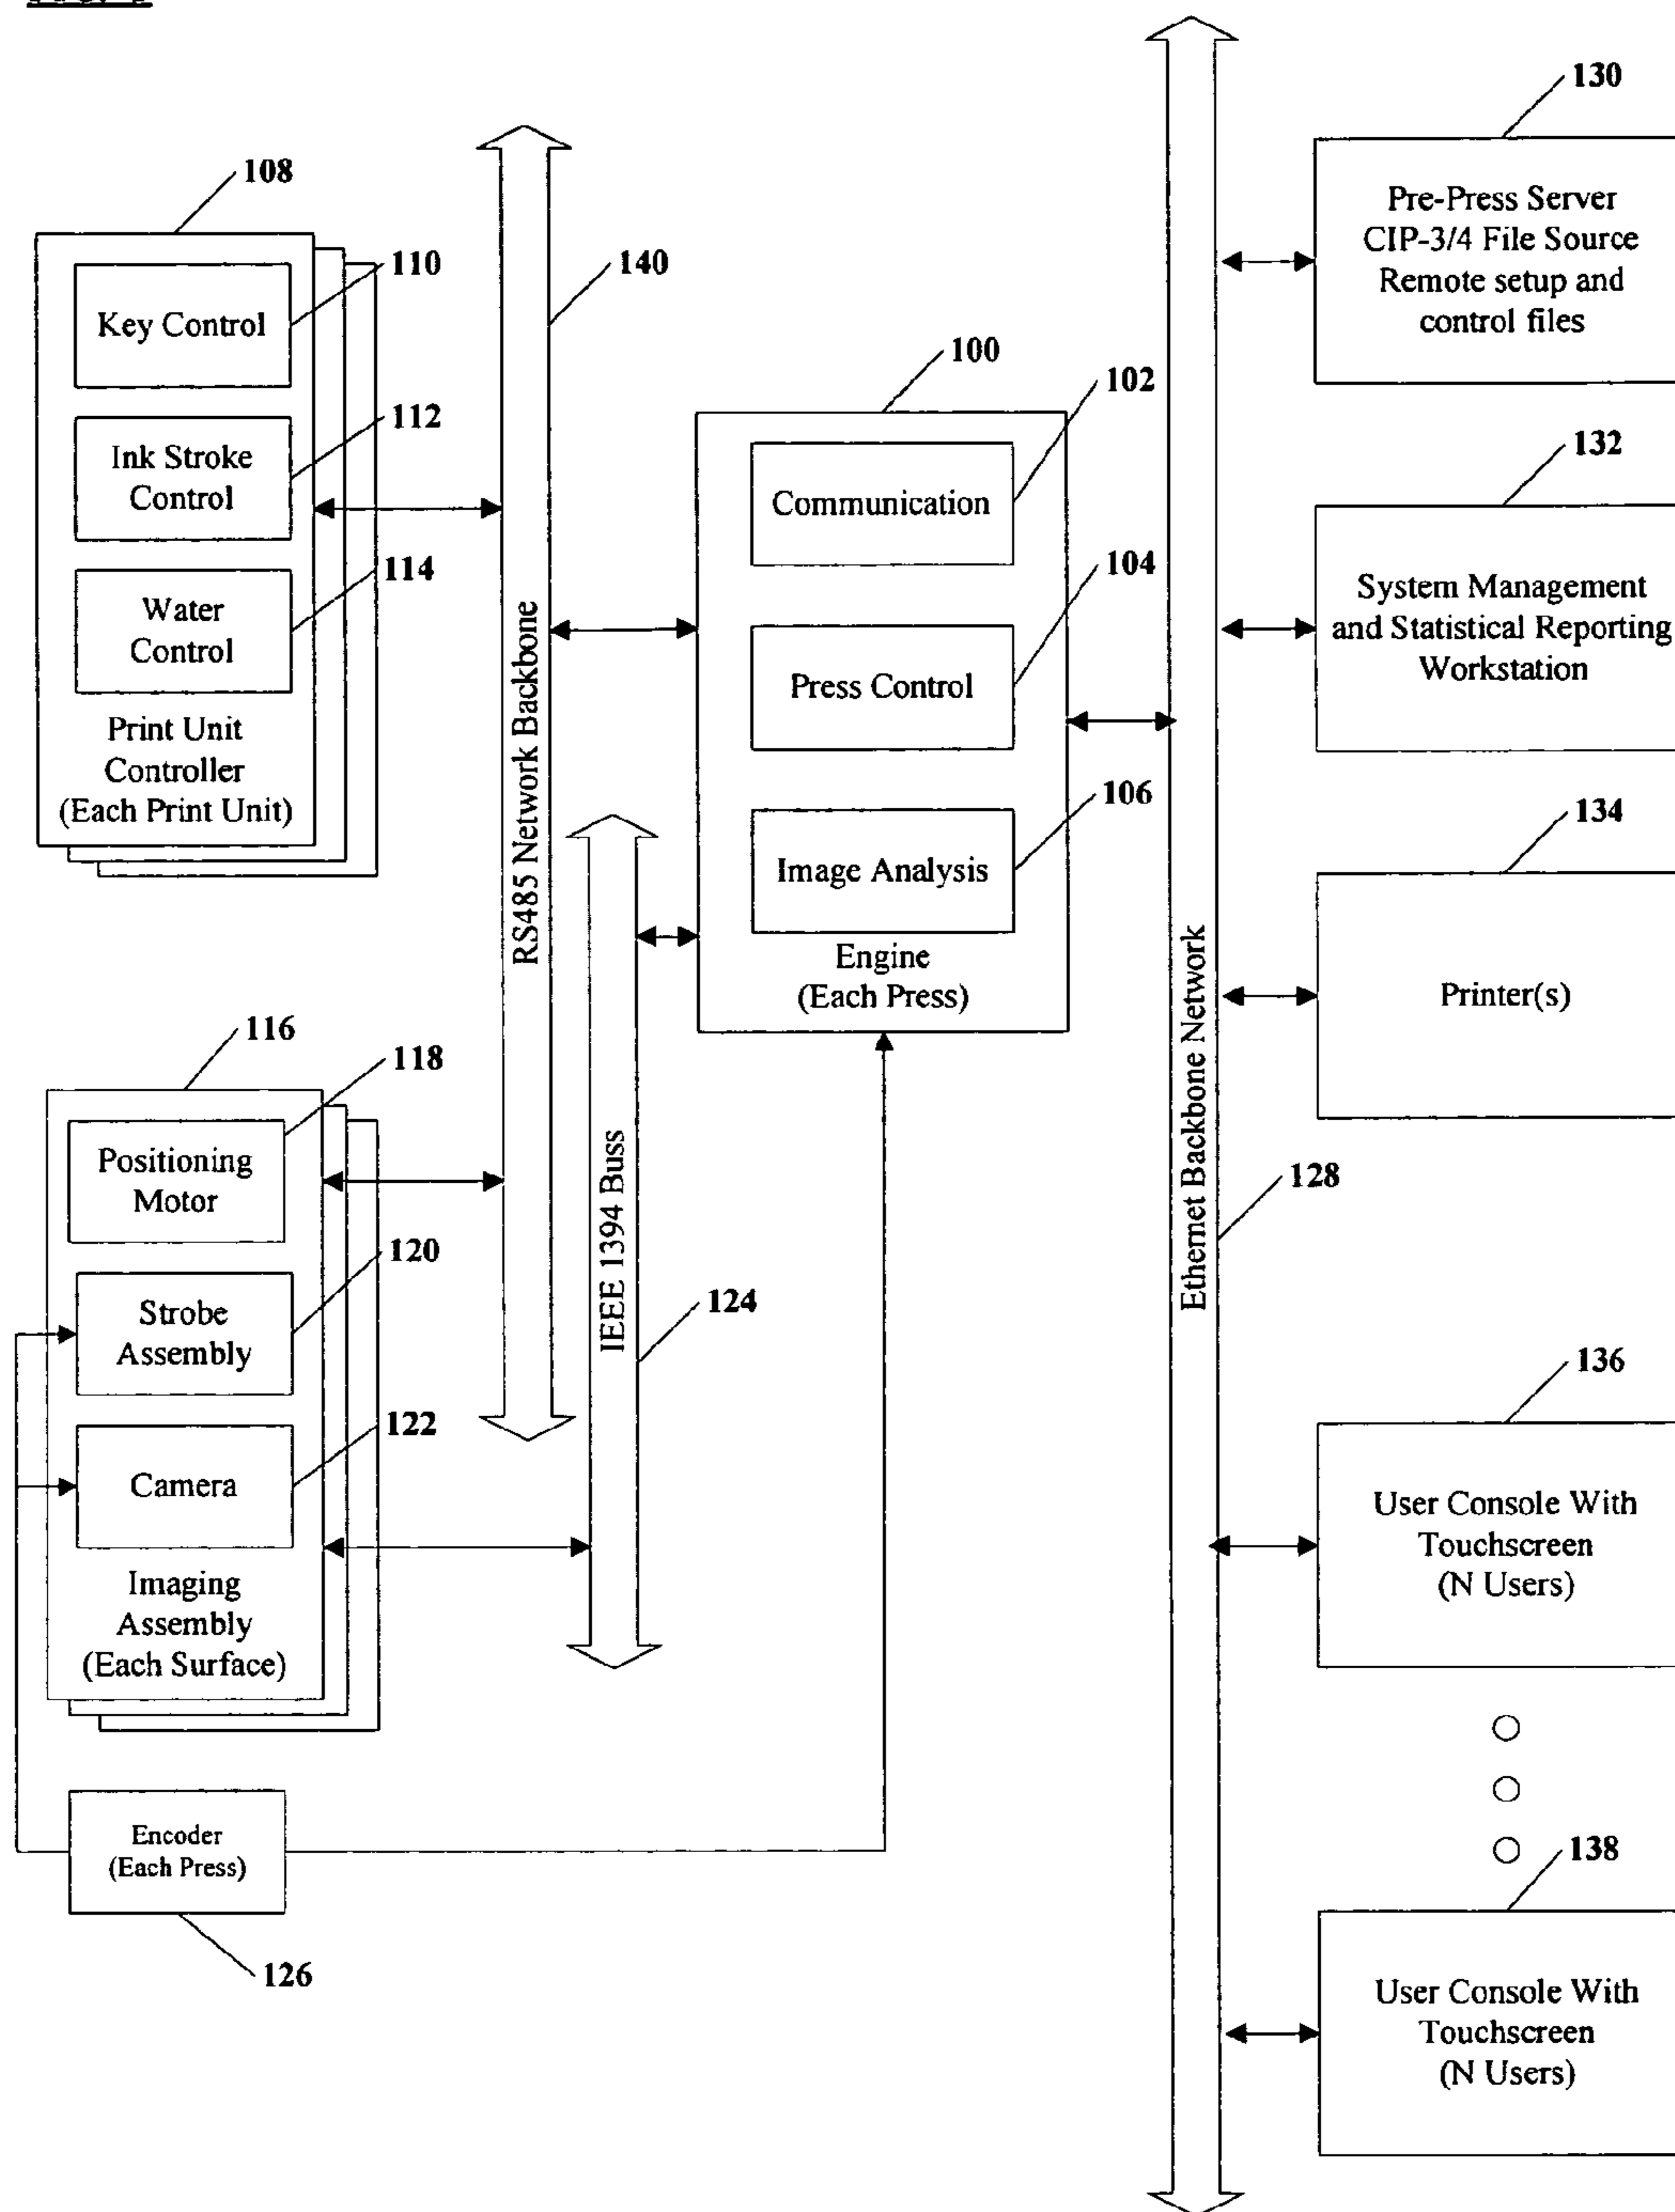 130
Pre-Press Server
CIP-3/4 File Source
Remote setup and
control files
108
110
Key Control
112
Ink Stroke
Control
114
Water
Control
Print Unit
Controller
(Each Print Unit)
140
RS485 Network Backbone
100
102
Communication
104
Press Control
106
Image Analysis
Engine
(Each Press)
132
System Management
and Statistical Reporting
Workstation
134
Printer(s)
Ethernet Backbone Network
128
116
118
Positioning
Motor
120
Strobe
Assembly
122
Camera
Imaging
Assembly
(Each Surface)
IEEE 1394 Buss
124
136
User Console With
Touchscreen
(N Users)
Encoder
(Each Press)
126
138
User Console With
Touchscreen
(N Users)